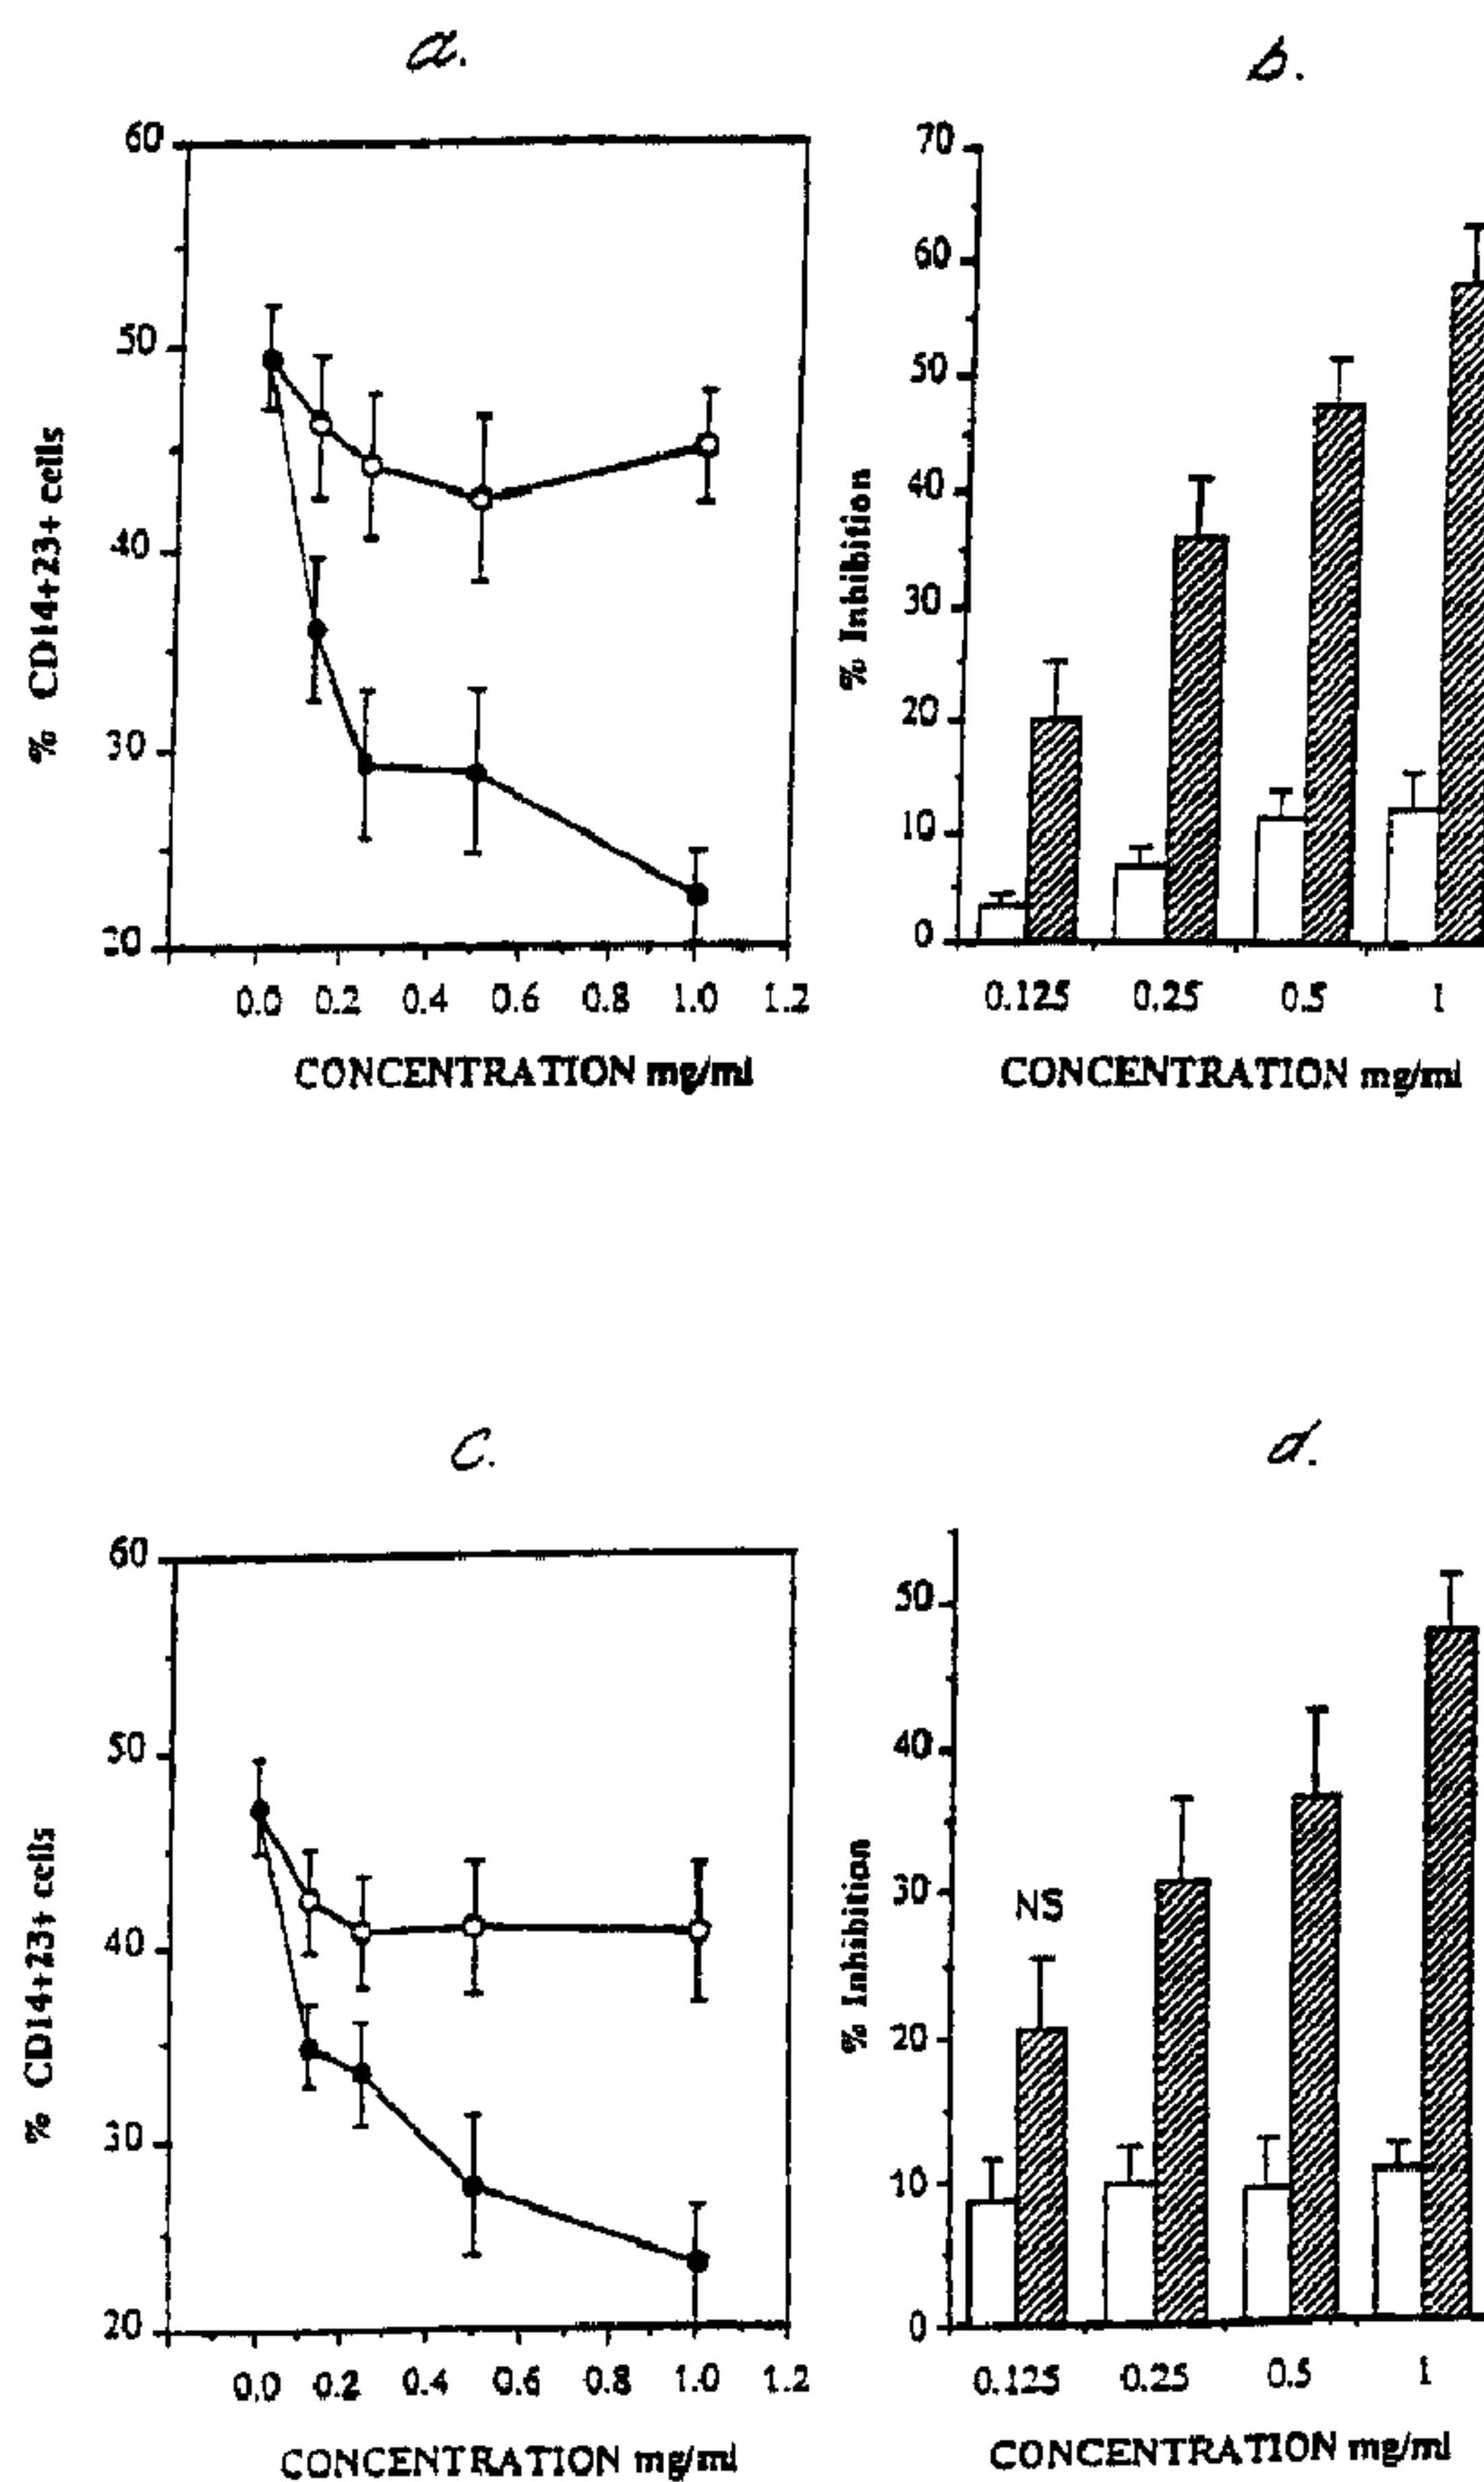 a.
60
50
40
30
20
% CD14+23+ cells
0.0 0.2 0.4 0.6 0.8 1.0 1.2
CONCENTRATION mg/ml
b.
70
60
50
40
30
20
10
0
% Inhibition
0.125 0.25 0.5 1
CONCENTRATION mg/ml
c.
60
50
40
30
20
% CD14+23+ cells
0.0 0.2 0.4 0.6 0.8 1.0 1.2
CONCENTRATION mg/ml
d.
50
40
30
20
10
0
% Inhibition
NS
0.125 0.25 0.5 1
CONCENTRATION mg/ml